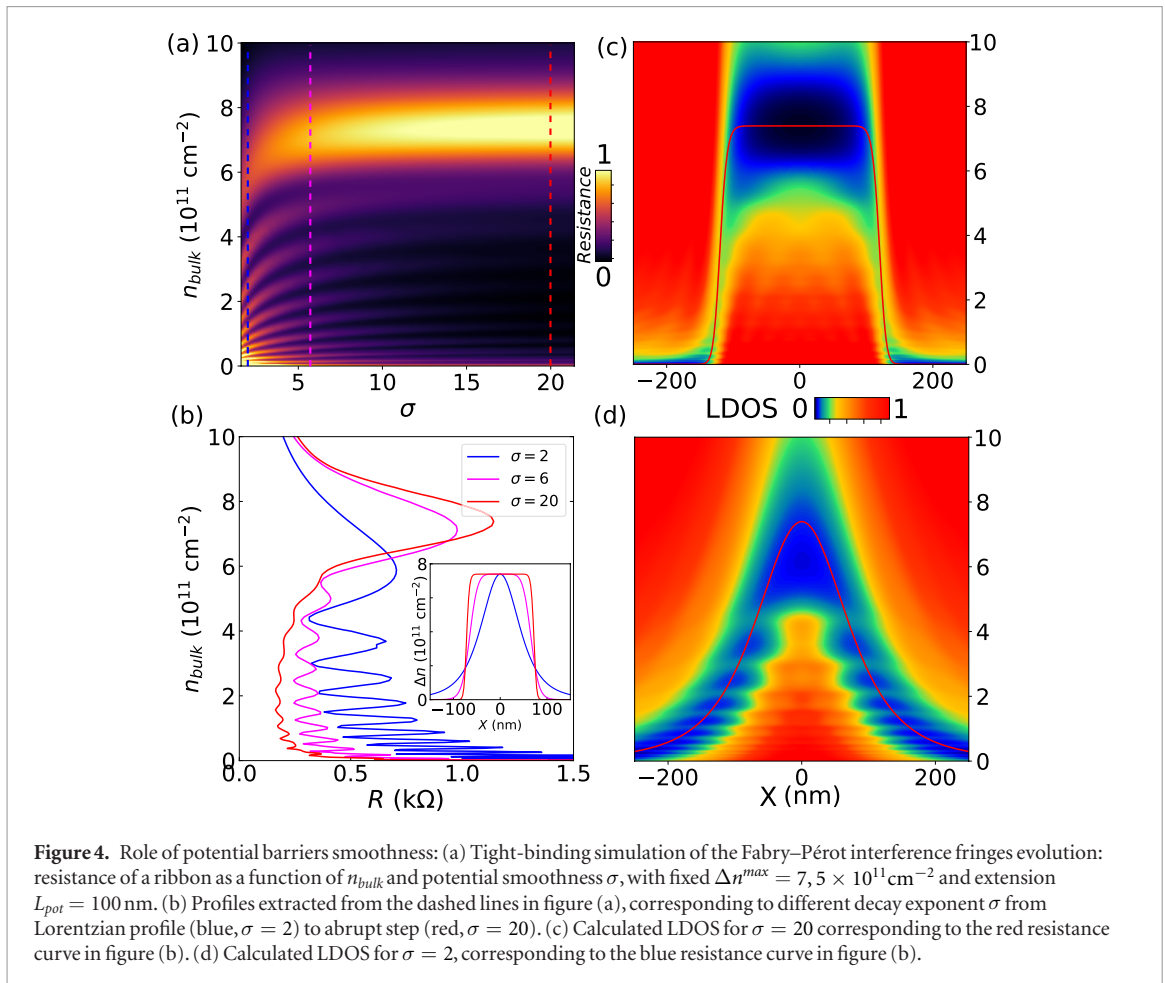 (a)
10
8
6
4
2
0
n_bulk (10^11 cm^−2)
5
10
15
20
σ
1
Resistance
0
(c)
10
8
6
4
2
0
−200
0
200
LDOS 0 1
(b)
10
8
6
4
2
0
n_bulk (10^11 cm^−2)
σ = 2
σ = 6
σ = 20
8
0
Δn (10^11 cm^−2)
−100
0
100
X (nm)
0.0
0.5
1.0
1.5
R (kΩ)
(d)
10
8
6
4
2
0
−200
0
200
X (nm)
Figure 4. Role of potential barriers smoothness: (a) Tight-binding simulation of the Fabry–Pérot interference fringes evolution:
resistance of a ribbon as a function of n_bulk and potential smoothness σ, with fixed Δn^max = 7, 5 × 10^11cm^−2 and extension
L_pot = 100 nm. (b) Profiles extracted from the dashed lines in figure (a), corresponding to different decay exponent σ from
Lorentzian profile (blue, σ = 2) to abrupt step (red, σ = 20). (c) Calculated LDOS for σ = 20 corresponding to the red resistance
curve in figure (b). (d) Calculated LDOS for σ = 2, corresponding to the blue resistance curve in figure (b).